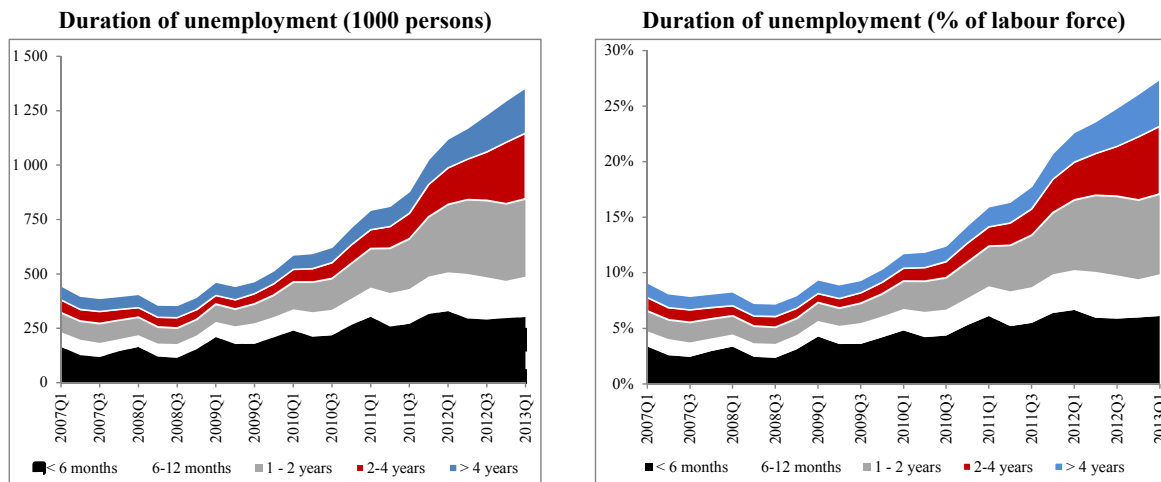 Duration of unemployment (1000 persons)
1 500
1 250
1 000
750
500
250
0
2007Q1
2007Q3
2008Q1
2008Q3
2009Q1
2009Q3
2010Q1
2010Q3
2011Q1
2011Q3
2012Q1
2012Q3
2013Q1
< 6 months 6-12 months 1 - 2 years 2-4 years > 4 years
Duration of unemployment (% of labour force)
30%
25%
20%
15%
10%
5%
0%
2007Q1
2007Q3
2008Q1
2008Q3
2009Q1
2009Q3
2010Q1
2010Q3
2011Q1
2011Q3
2012Q1
2012Q3
2013Q1
< 6 months 6-12 months 1 - 2 years 2-4 years > 4 years